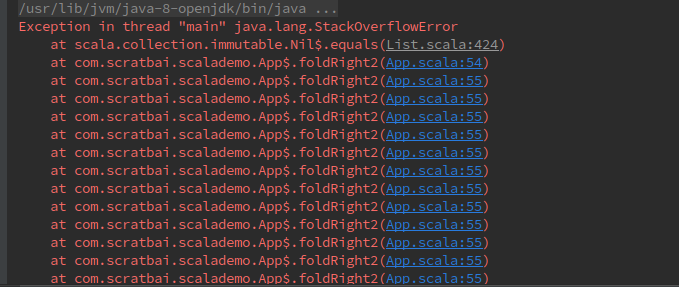 /usr/lib/jvm/java-8-openjdk/bin/java ...
Exception in thread "main" java.lang.StackOverflowError
at scala.collection.immutable.Nil$.equals(List.scala:424)
at com.scratbai.scalademo.App$.foldRight2(App.scala:54)
at com.scratbai.scalademo.App$.foldRight2(App.scala:55)
at com.scratbai.scalademo.App$.foldRight2(App.scala:55)
at com.scratbai.scalademo.App$.foldRight2(App.scala:55)
at com.scratbai.scalademo.App$.foldRight2(App.scala:55)
at com.scratbai.scalademo.App$.foldRight2(App.scala:55)
at com.scratbai.scalademo.App$.foldRight2(App.scala:55)
at com.scratbai.scalademo.App$.foldRight2(App.scala:55)
at com.scratbai.scalademo.App$.foldRight2(App.scala:55)
at com.scratbai.scalademo.App$.foldRight2(App.scala:55)
at com.scratbai.scalademo.App$.foldRight2(App.scala:55)
at com.scratbai.scalademo.App$.foldRight2(App.scala:55)
at com.scratbai.scalademo.App$.foldRight2(App.scala:55)